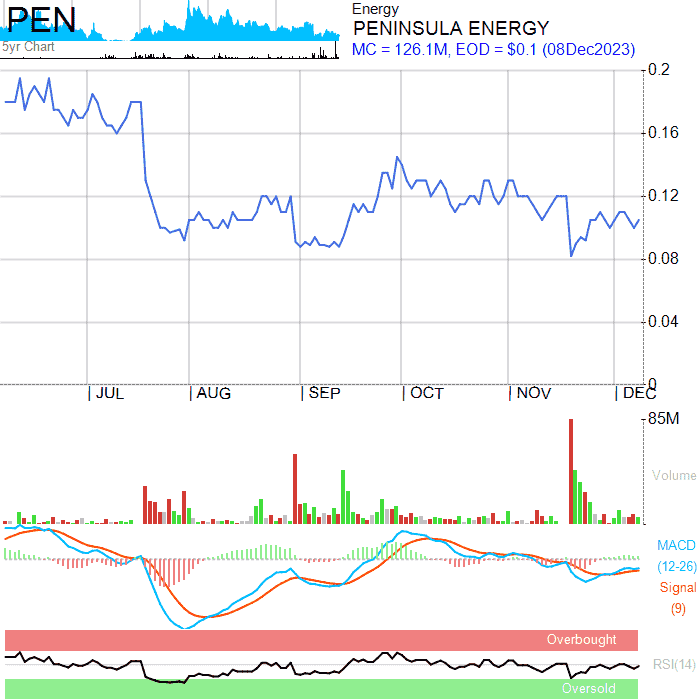 PEN
5yr Chart
Energy
PENINSULA ENERGY
MC = 126.1M, EOD = $0.1 (08Dec2023)
0.2
0.16
0.12
0.08
0.04
0
JUL AUG SEP OCT NOV DEC
85M
Volume
MACD
(12-26)
Signal
(9)
Overbought
RSI(14)
Oversold